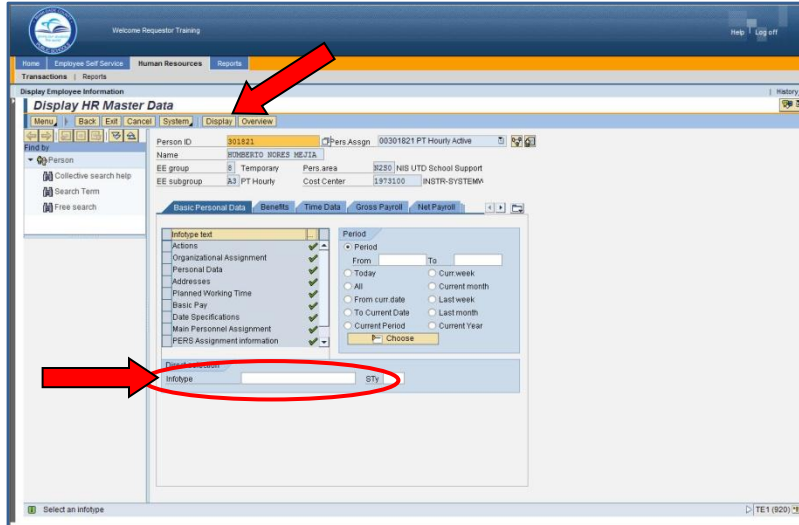 Welcome Requestor Training
Help | Log off
Home Employee Self Service Human Resources Reports
Transactions | Reports
Display Employee Information
| History
Display HR Master Data
Menu Back Exit Cancel System Display Overview
Find by
Person
Collective search help
Search Term
Free search
Person ID 301821 Pers.Assgn 00301821 PT Hourly Active
Name HUMBERTO NORES MEJIA
EE group 8 Temporary Pers.area N250 NIS UTD School Support
EE subgroup A3 PT Hourly Cost Center 1973100 INSTR-SYSTEMW
Basic Personal Data Benefits Time Data Gross Payroll Net Payroll
Infotype text ...
Actions
Organizational Assignment
Personal Data
Addresses
Planned Working Time
Basic Pay
Date Specifications
Main Personnel Assignment
PERS Assignment information
Period
Period
From To
Today Curr.week
All Current month
From curr.date Last week
To Current Date Last month
Current Period Current Year
Choose
Infotype STy
Select an infotype
TE1 (920)